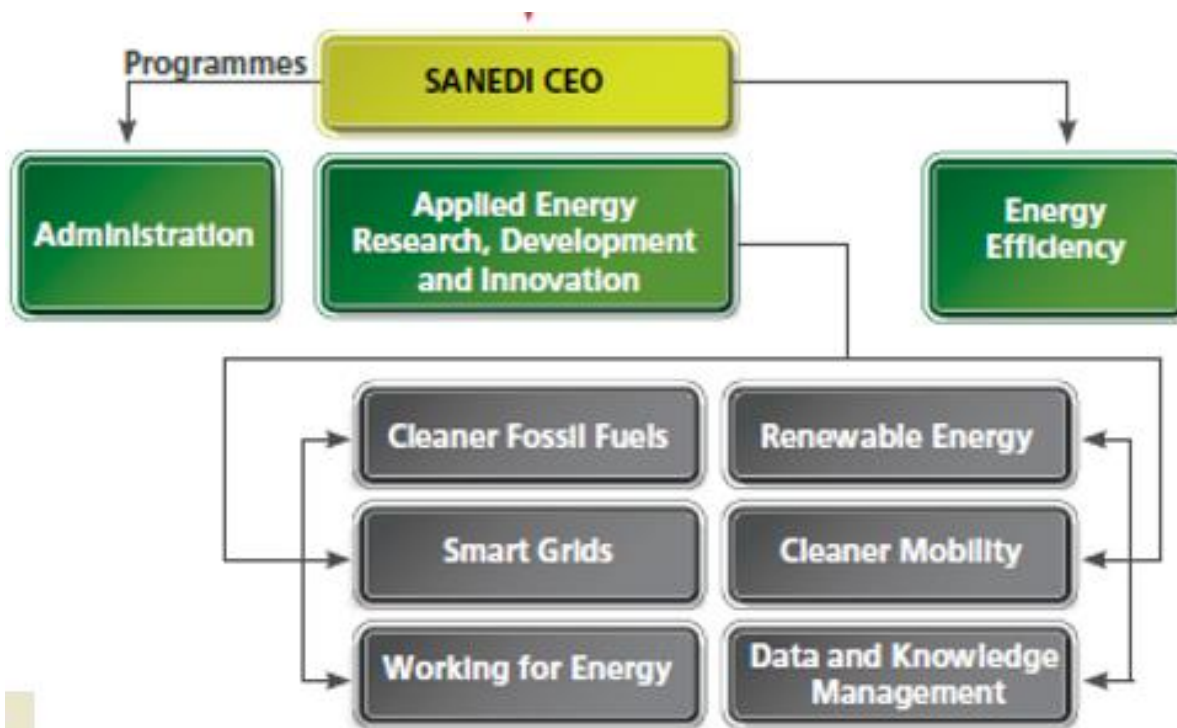 Programmes
SANEDI CEO
Administration
Applied Energy
Research, Development
and Innovation
Energy
Efficiency
Cleaner Fossil Fuels
Renewable Energy
Smart Grids
Cleaner Mobility
Working for Energy
Data and Knowledge
Management